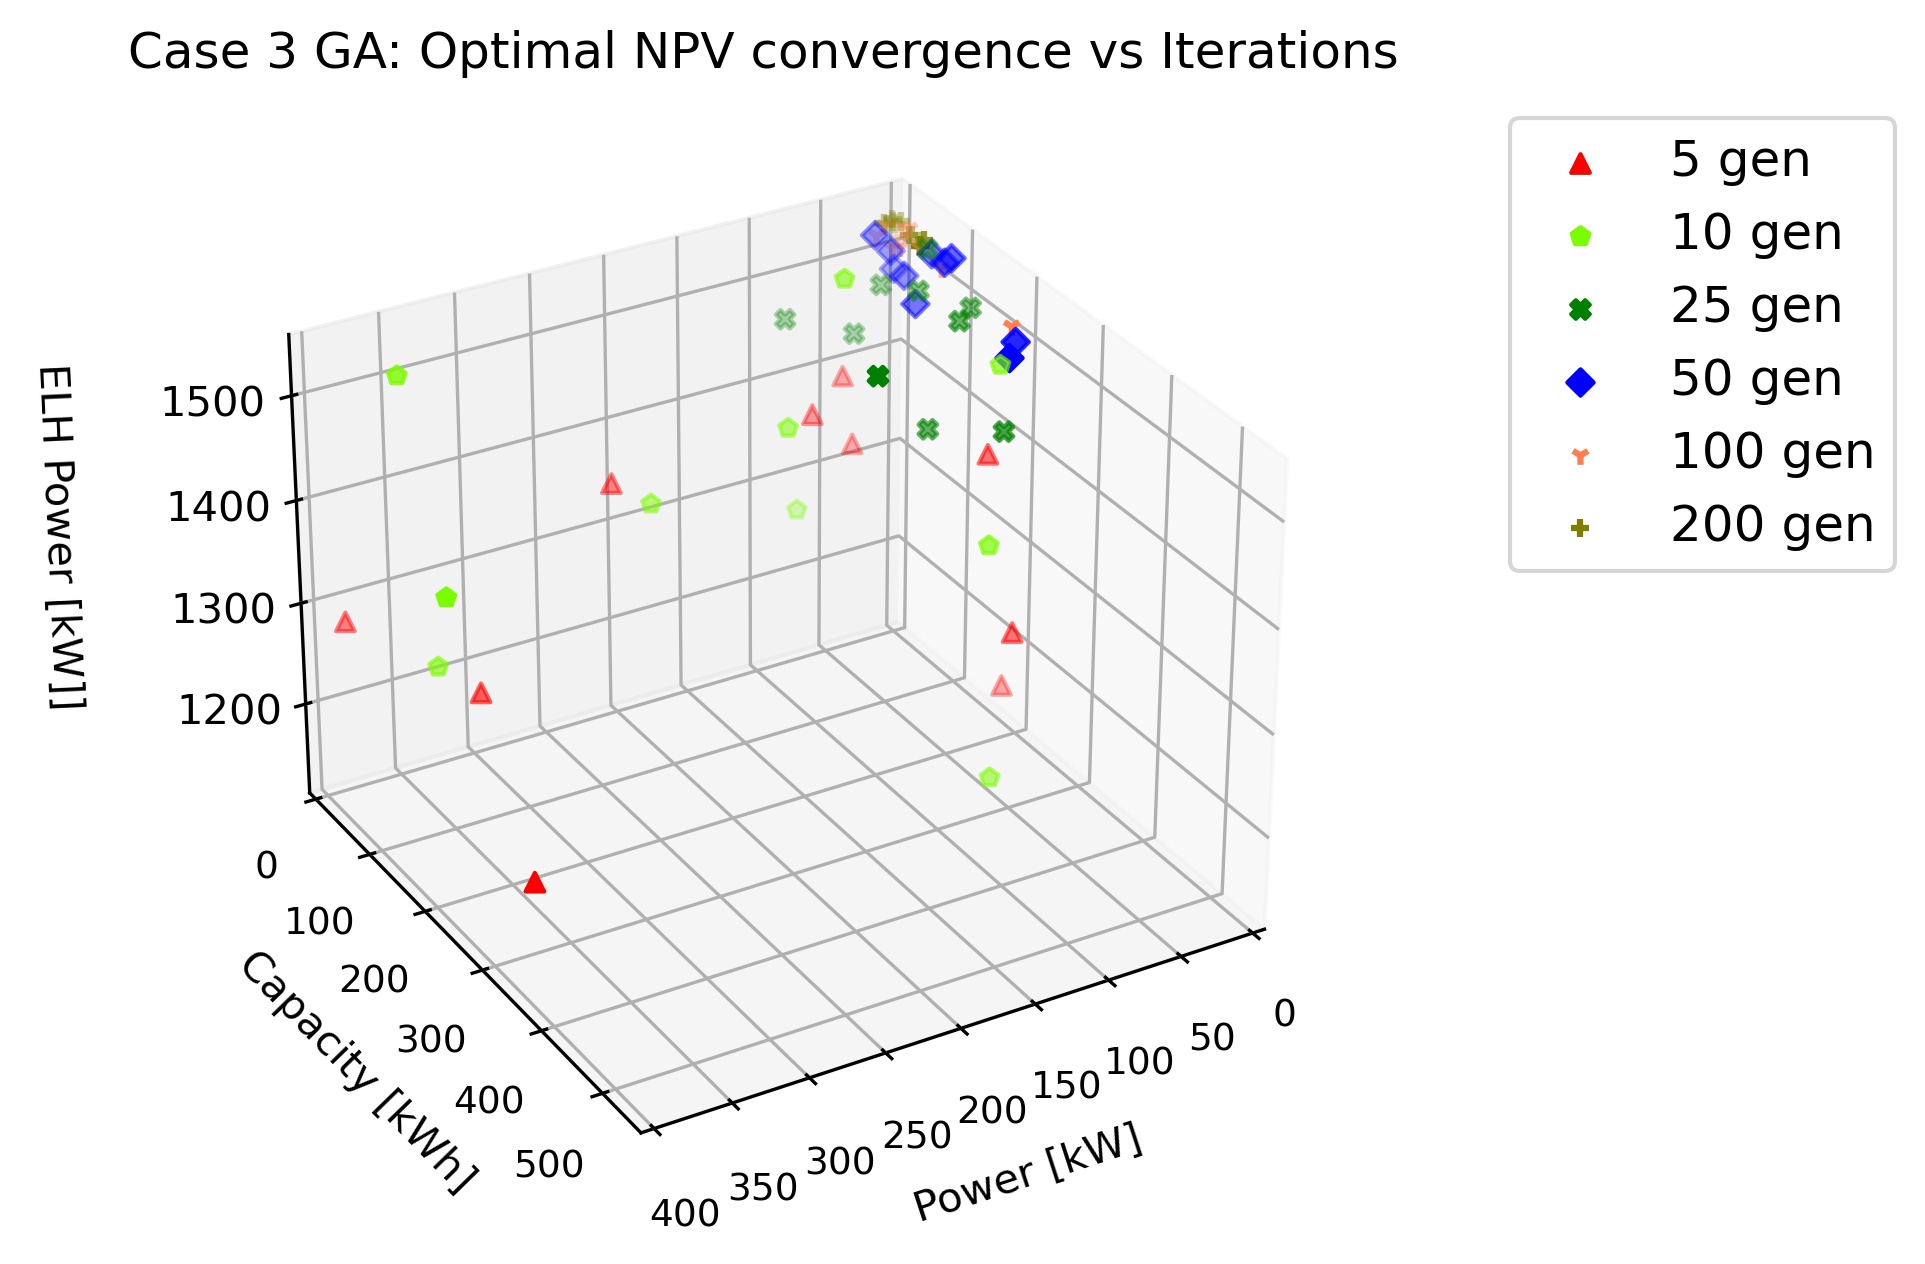 Case 3 GA: Optimal NPV convergence vs Iterations
5 gen
10 gen
25 gen
50 gen
100 gen
200 gen
ELH Power [kW]]
1500
1400
1300
1200
Capacity [kWh]
0
100
200
300
400
500
Power [kW]
400
350
300
250
200
150
100
50
0